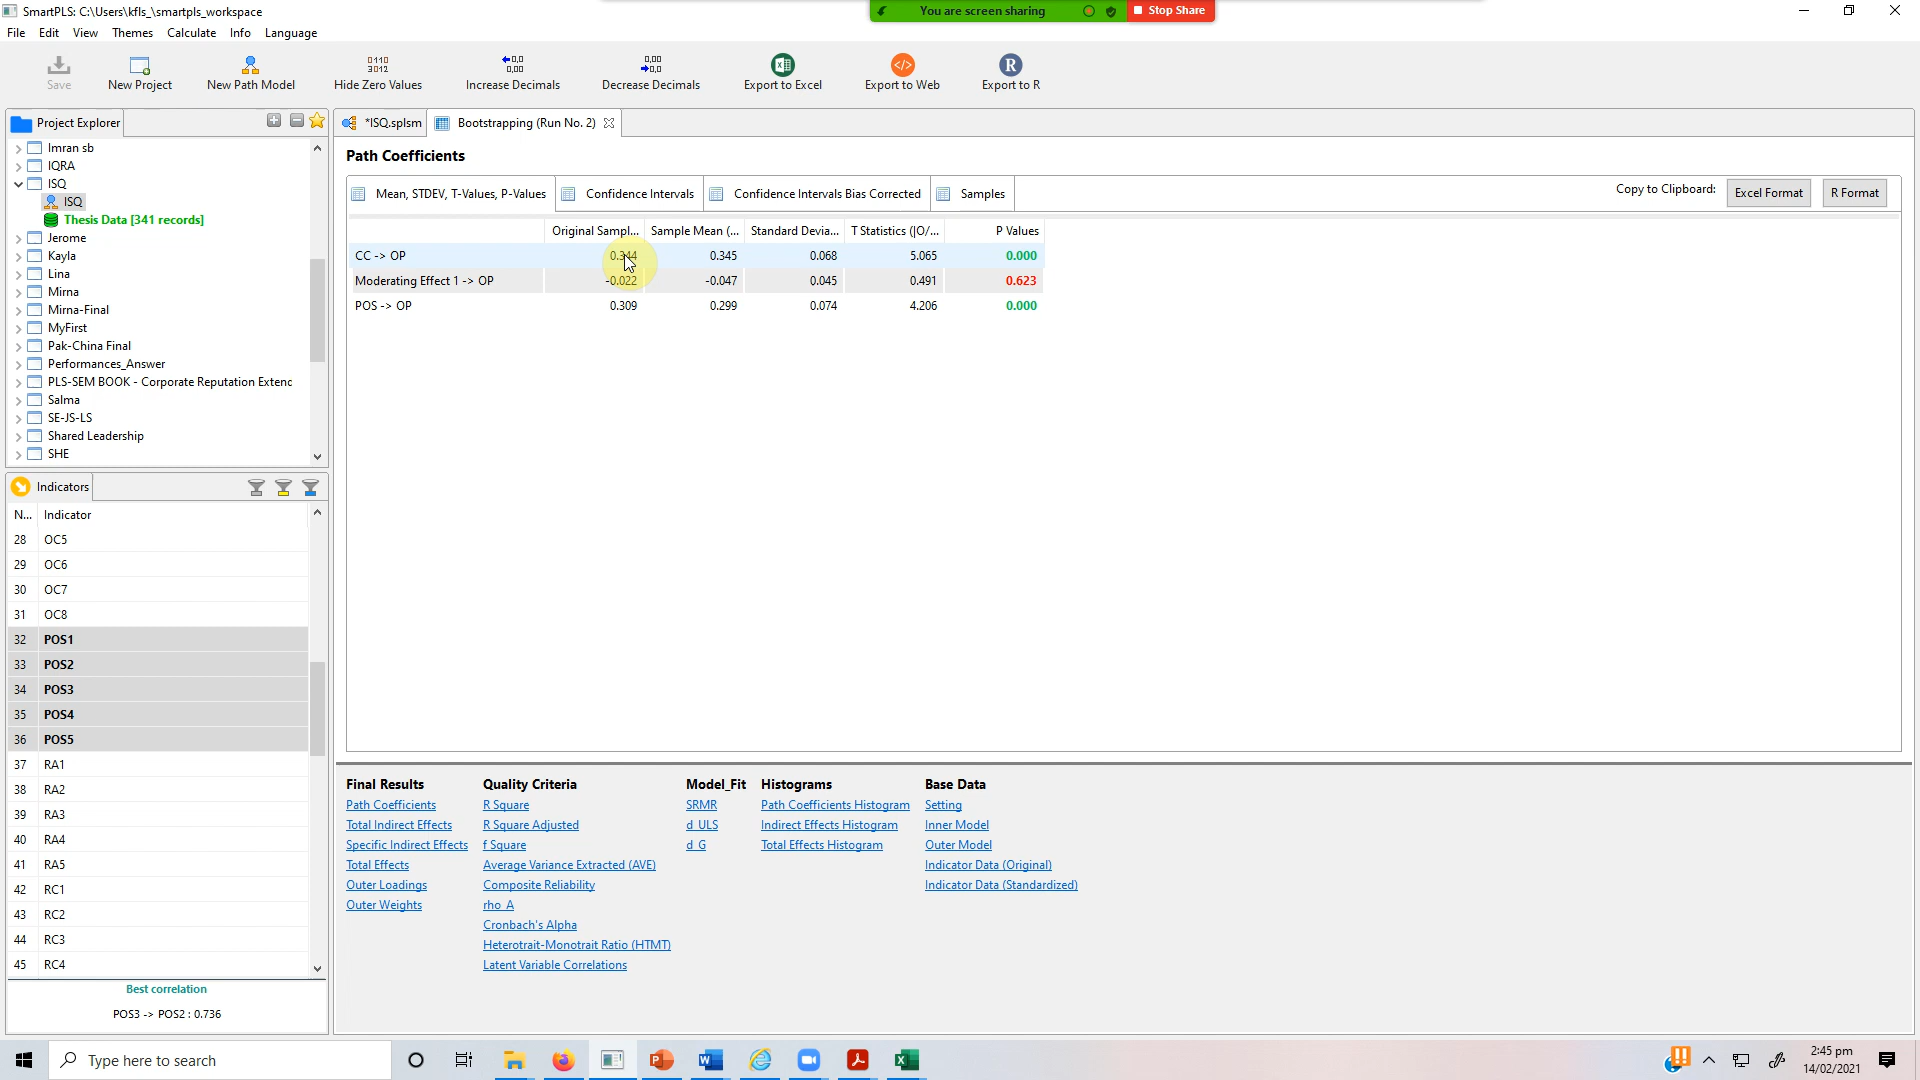 SmartPLS: C:\Users\kfls_\smartpls_workspace
You are screen sharing
Stop Share
File Edit View Themes Calculate Info Language
Save
New Project
New Path Model
0110
3012
Hide Zero Values
0,0
0,00
Increase Decimals
0,00
0,0
Decrease Decimals
Export to Excel
Export to Web
R
Export to R
Project Explorer
*ISQ.splsm
Bootstrapping (Run No. 2)
Imran sb
IQRA
ISQ
ISQ
Thesis Data [341 records]
Jerome
Kayla
Lina
Mirna
Mirna-Final
MyFirst
Pak-China Final
Performances_Answer
PLS-SEM BOOK - Corporate Reputation Extenc
Salma
SE-JS-LS
Shared Leadership
SHE
Path Coefficients
Mean, STDEV, T-Values, P-Values
Confidence Intervals
Confidence Intervals Bias Corrected
Samples
Copy to Clipboard:
Excel Format
R Format
Original Sampl... Sample Mean (... Standard Devia... T Statistics (|O/... P Values
CC -> OP 0.344 0.345 0.068 5.065 0.000
Moderating Effect 1 -> OP -0.022 -0.047 0.045 0.491 0.623
POS -> OP 0.309 0.299 0.074 4.206 0.000
Indicators
N... Indicator
28 OC5
29 OC6
30 OC7
31 OC8
32 POS1
33 POS2
34 POS3
35 POS4
36 POS5
37 RA1
38 RA2
39 RA3
40 RA4
41 RA5
42 RC1
43 RC2
44 RC3
45 RC4
Best correlation
POS3 -> POS2 : 0.736
Final Results
Path Coefficients
Total Indirect Effects
Specific Indirect Effects
Total Effects
Outer Loadings
Outer Weights
Quality Criteria
R Square
R Square Adjusted
f Square
Average Variance Extracted (AVE)
Composite Reliability
rho_A
Cronbach's Alpha
Heterotrait-Monotrait Ratio (HTMT)
Latent Variable Correlations
Model_Fit
SRMR
d_ULS
d_G
Histograms
Path Coefficients Histogram
Indirect Effects Histogram
Total Effects Histogram
Base Data
Setting
Inner Model
Outer Model
Indicator Data (Original)
Indicator Data (Standardized)
Type here to search
2:45 pm
14/02/2021